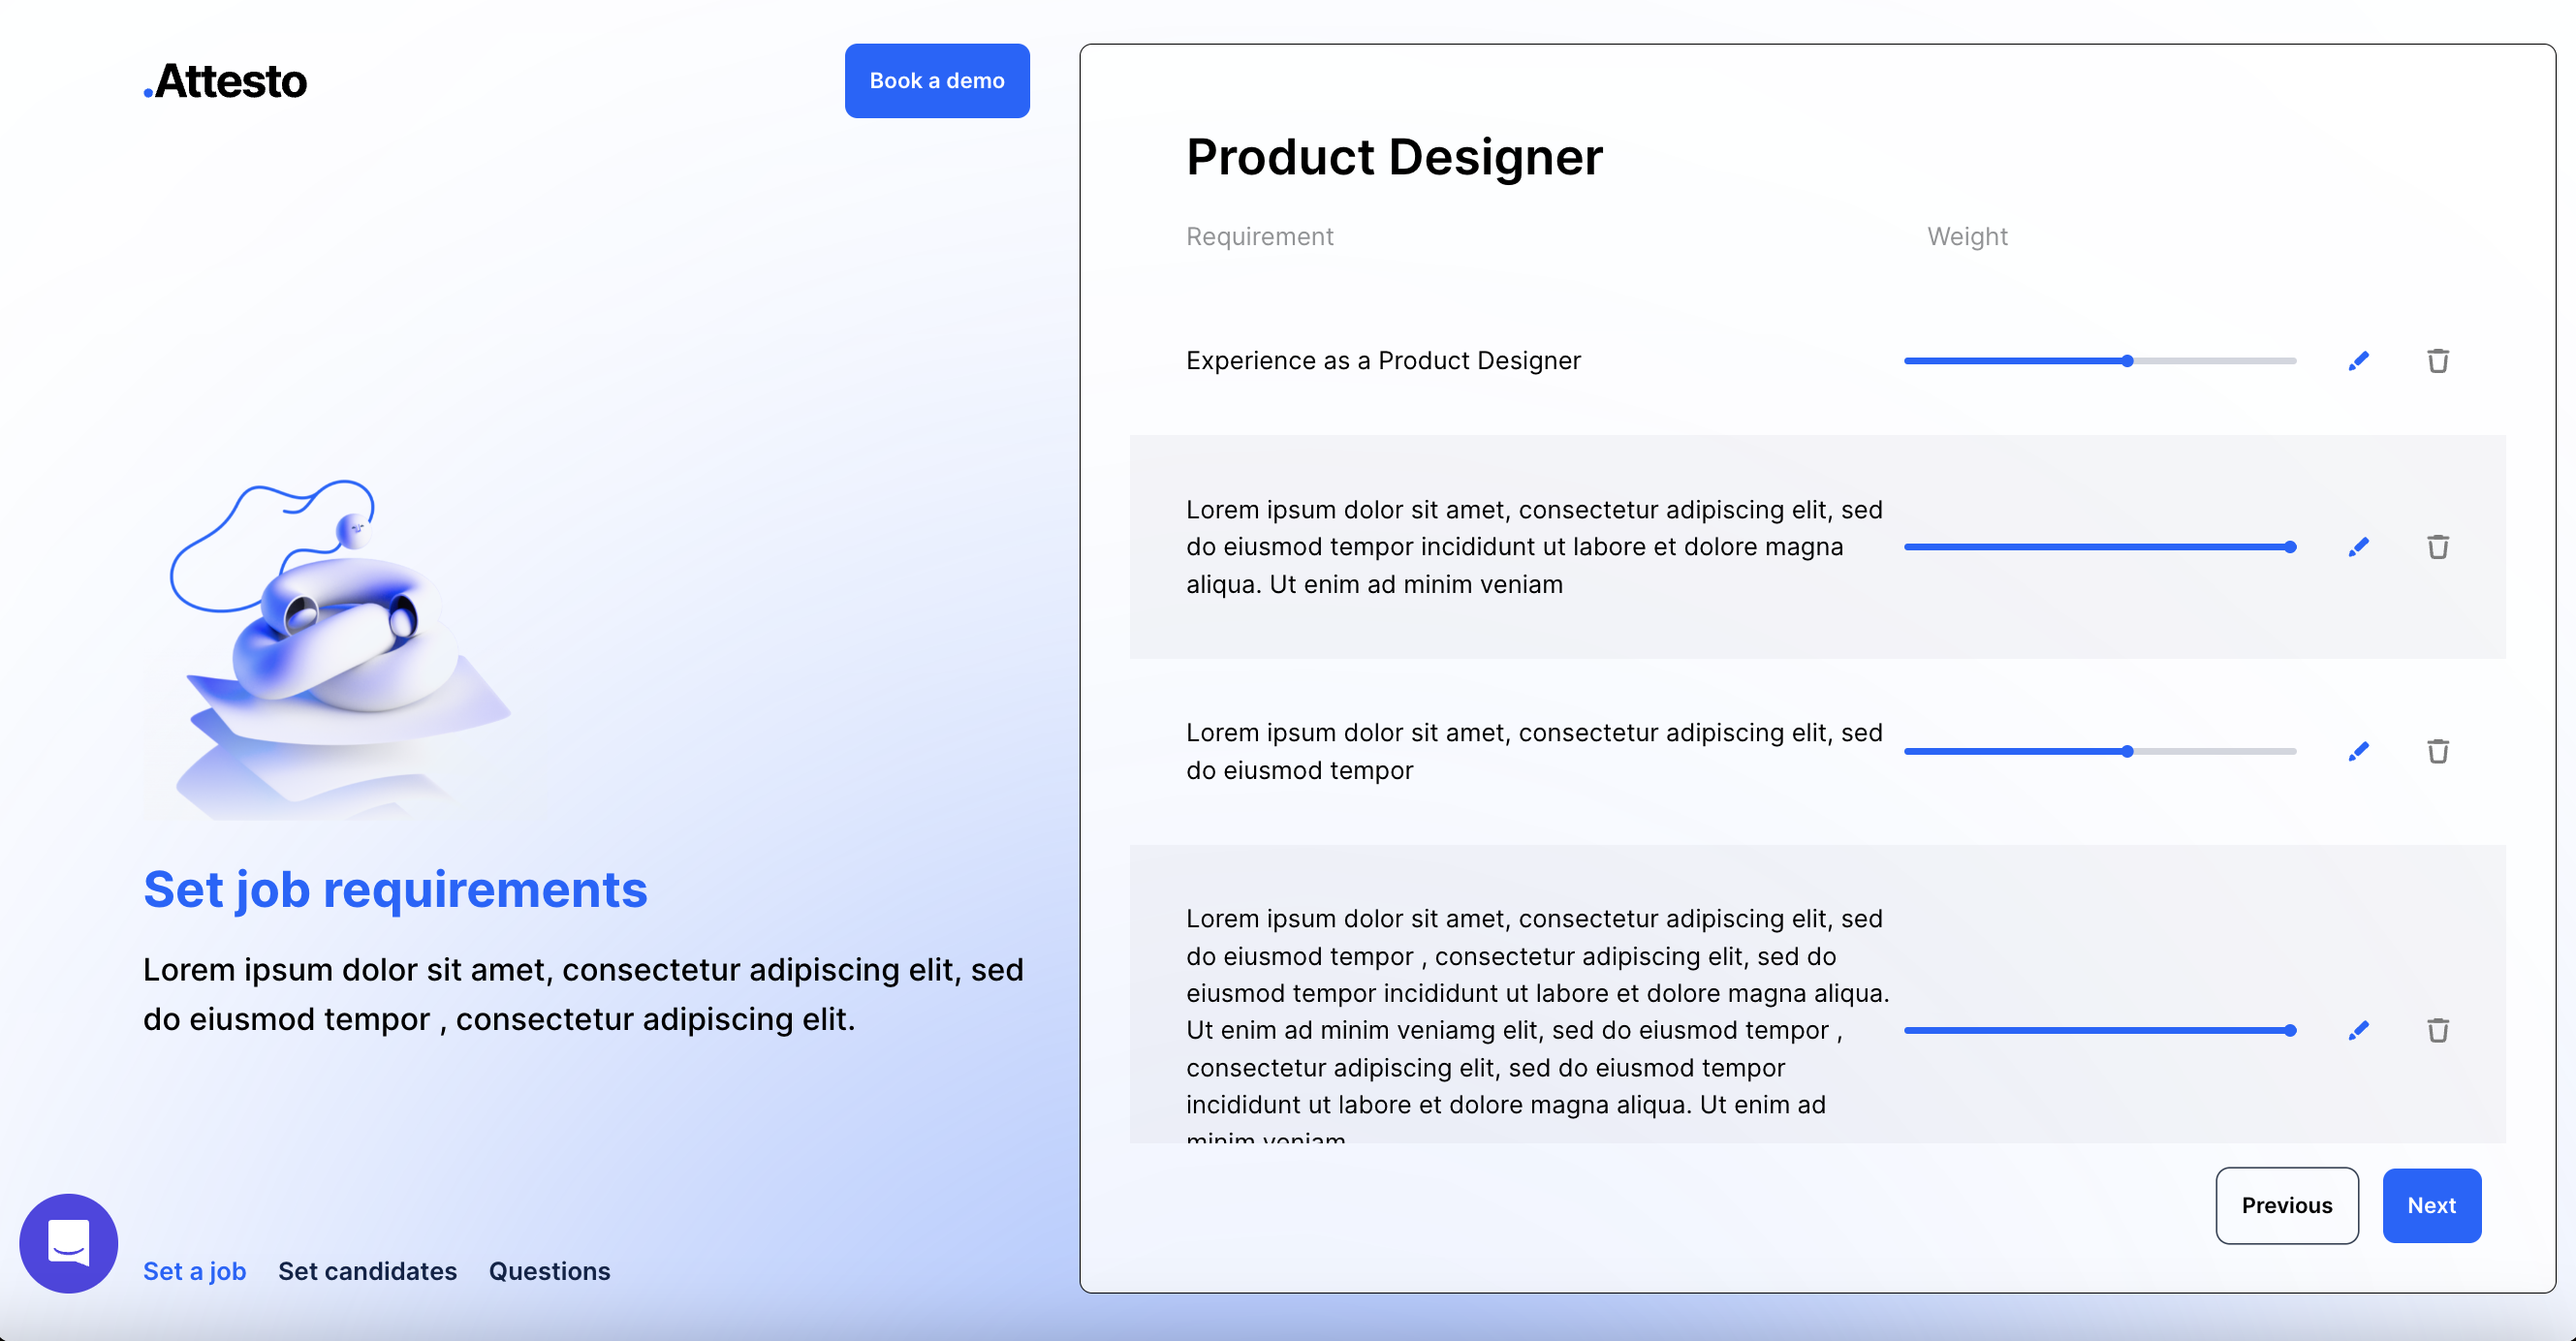 .Attesto
Book a demo
Set job requirements
Lorem ipsum dolor sit amet, consectetur adipiscing elit, sed
do eiusmod tempor , consectetur adipiscing elit.
Set a job
Set candidates
Questions
Product Designer
Requirement
Weight
Experience as a Product Designer
Lorem ipsum dolor sit amet, consectetur adipiscing elit, sed
do eiusmod tempor incididunt ut labore et dolore magna
aliqua. Ut enim ad minim veniam
Lorem ipsum dolor sit amet, consectetur adipiscing elit, sed
do eiusmod tempor
Lorem ipsum dolor sit amet, consectetur adipiscing elit, sed
do eiusmod tempor , consectetur adipiscing elit, sed do
eiusmod tempor incididunt ut labore et dolore magna aliqua.
Ut enim ad minim veniamg elit, sed do eiusmod tempor ,
consectetur adipiscing elit, sed do eiusmod tempor
incididunt ut labore et dolore magna aliqua. Ut enim ad
minim veniam
Previous
Next